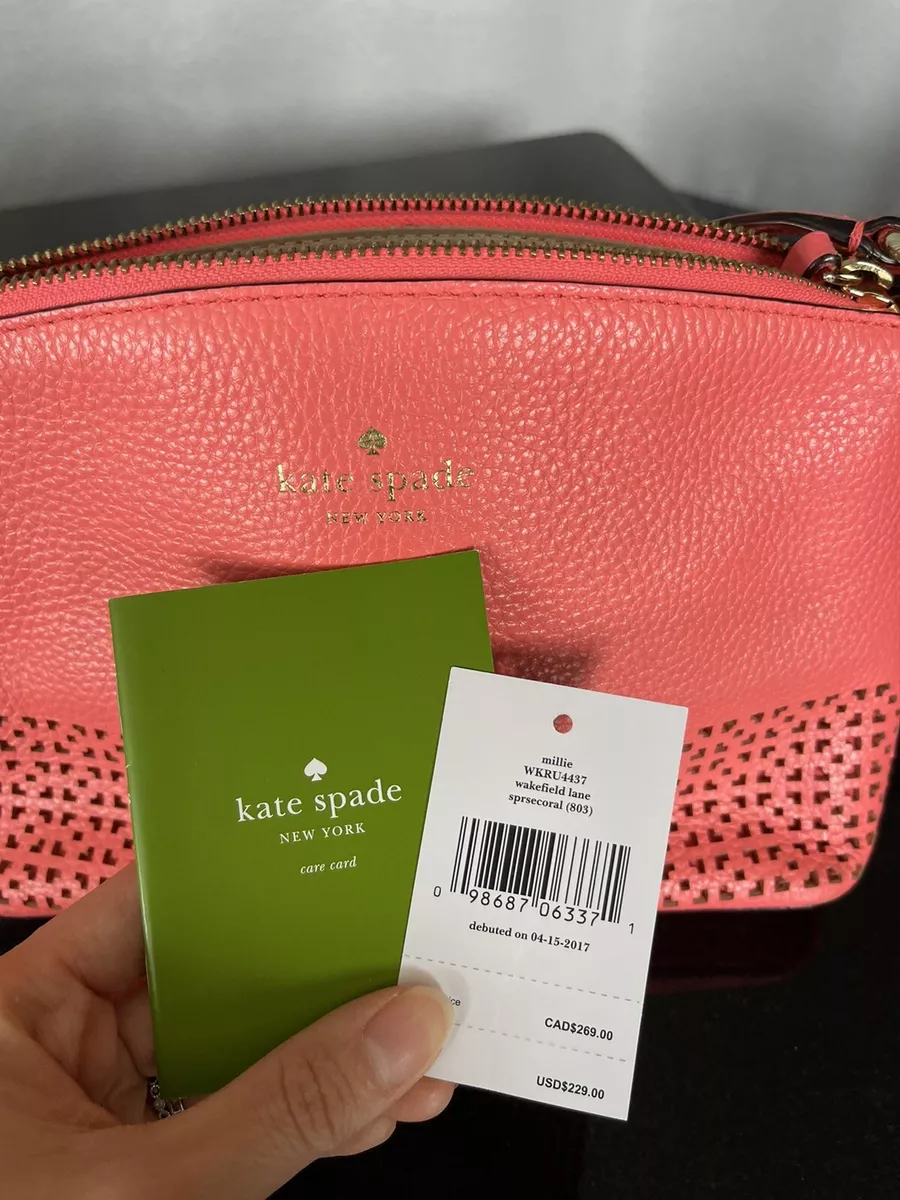 kate spade
NEW YORK
kate spade
NEW YORK
care card
millie
WKRU4437
wakefield lane
sprsecoral (803)
0 98687 06337 1
debuted on 04-15-2017
CAD$269.00
USD$229.00